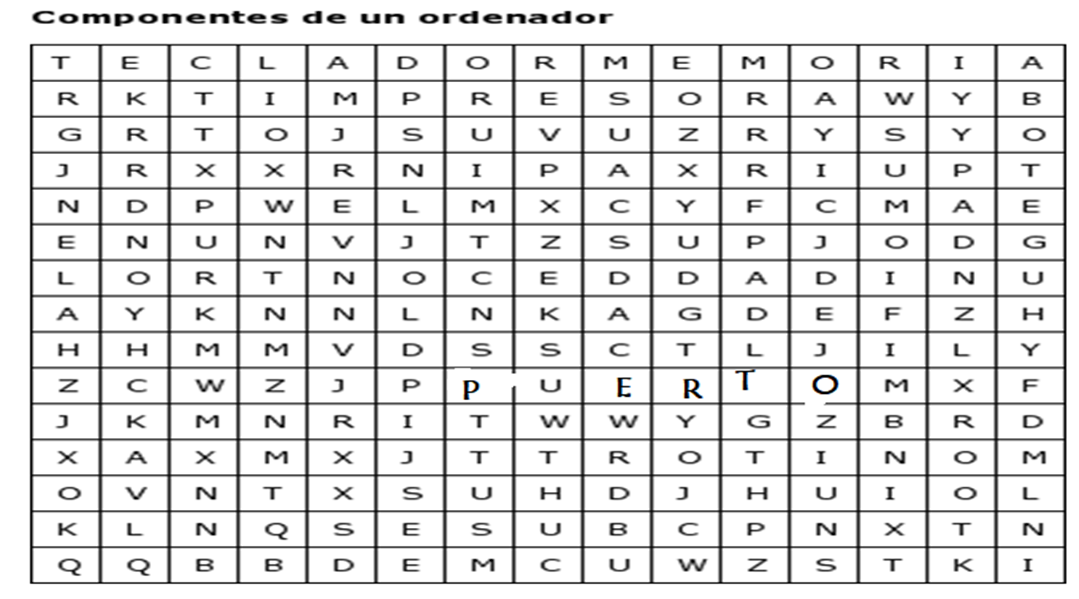 Componentes de un ordenador
T E C L A D O R M E M O R I A
R K T I M P R E S O R A W Y B
G R T O J S U V U Z R Y S Y O
J R X X R N I P A X R I U P T
N D P W E L M X C Y F C M A E
E N U N V J T Z S U P J O D G
L O R T N O C E D D A D I N U
A Y K N N L N K A G D E F Z H
H H M M V D S S C T L J I L Y
Z C W Z J P P U E R T O M X F
J K M N R I T W W Y G Z B R D
X A X M X J T T R O T I N O M
O V N T X S U H D J H U I O L
K L N Q S E S U B C P N X T N
Q Q B B D E M C U W Z S T K I